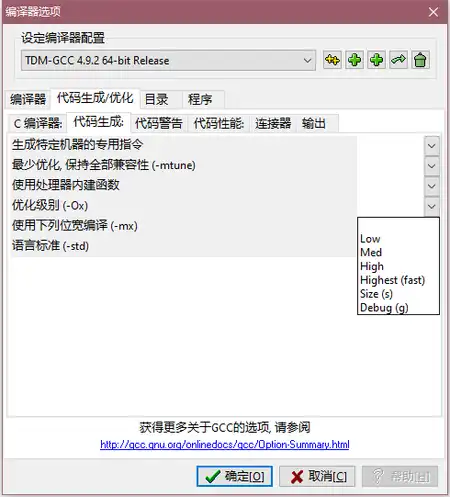 编译器选项
设定编译器配置
TDM-GCC 4.9.2 64-bit Release
编译器 代码生成/优化 目录 程序
C 编译器: 代码生成: 代码警告 代码性能: 连接器 输出
生成特定机器的专用指令
最少优化, 保持全部兼容性 (-mtune)
使用处理器内建函数
优化级别 (-Ox)
使用下列位宽编译 (-mx)
语言标准 (-std)
Low
Med
High
Highest (fast)
Size (s)
Debug (g)
获得更多关于GCC的选项, 请参阅
http://gcc.gnu.org/onlinedocs/gcc/Option-Summary.html
确定[O] 取消[C] 帮助[H]